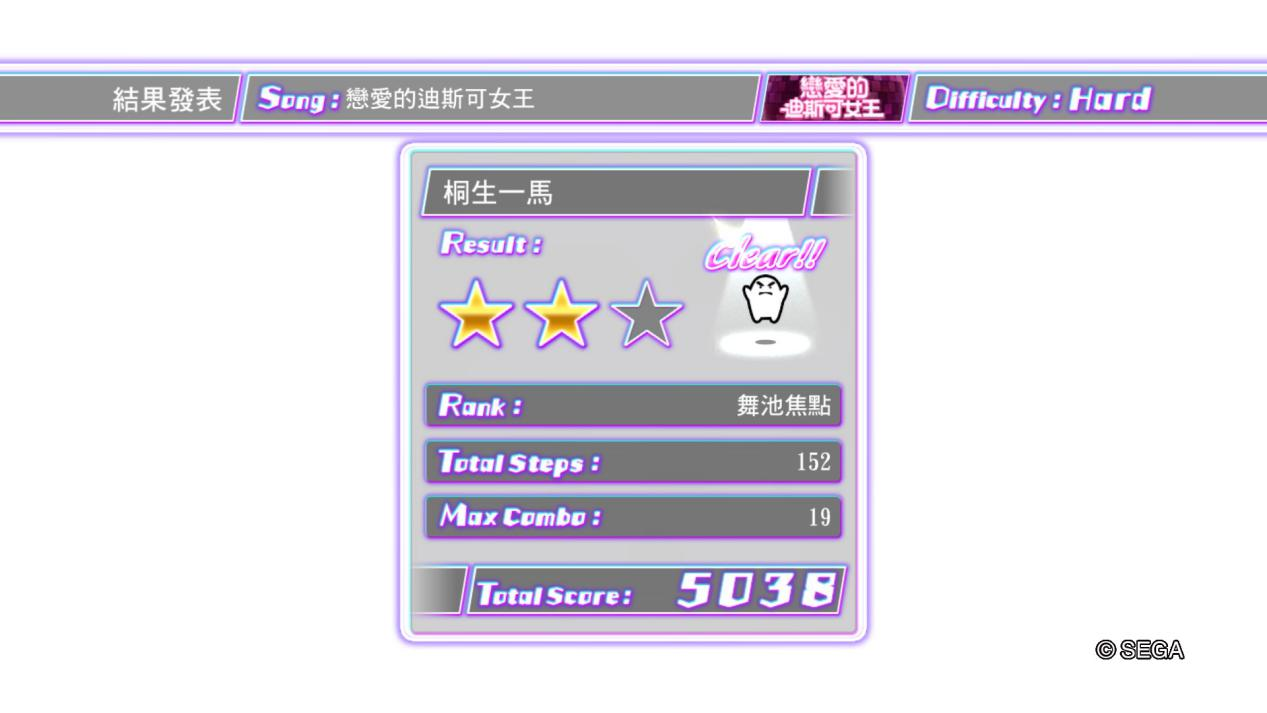 結果發表
Song : 戀愛的迪斯可女王
戀愛的
迪斯可女王
Difficulty : Hard
桐生一馬
Result :
Clear!!
Rank : 舞池焦點
Total Steps : 152
Max Combo : 19
Total Score : 5038
© SEGA